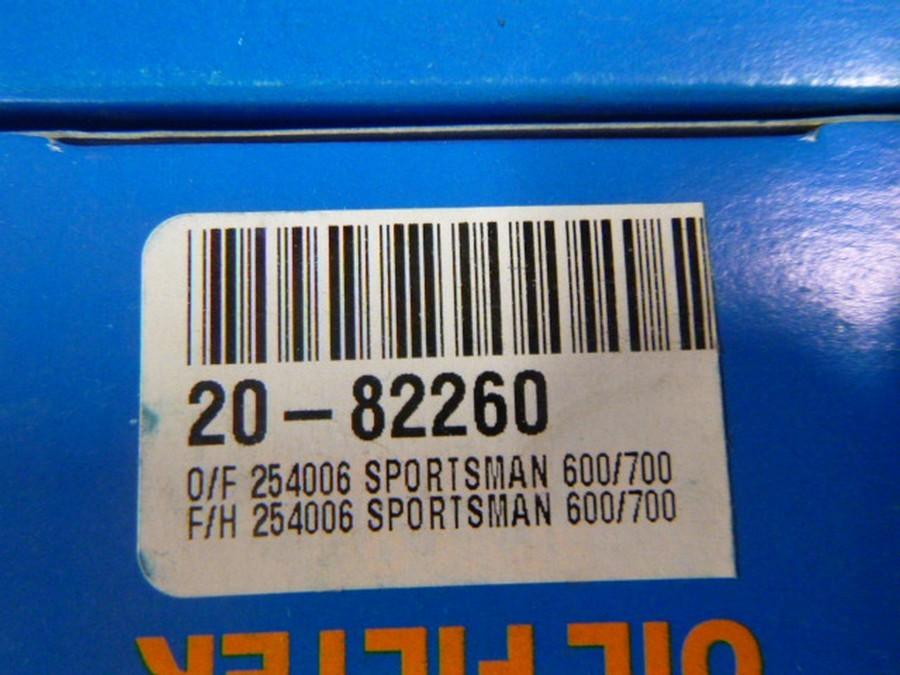 20-82260
O/F 254006 SPORTSMAN 600/700
F/H 254006 SPORTSMAN 600/700
OIL FILTER